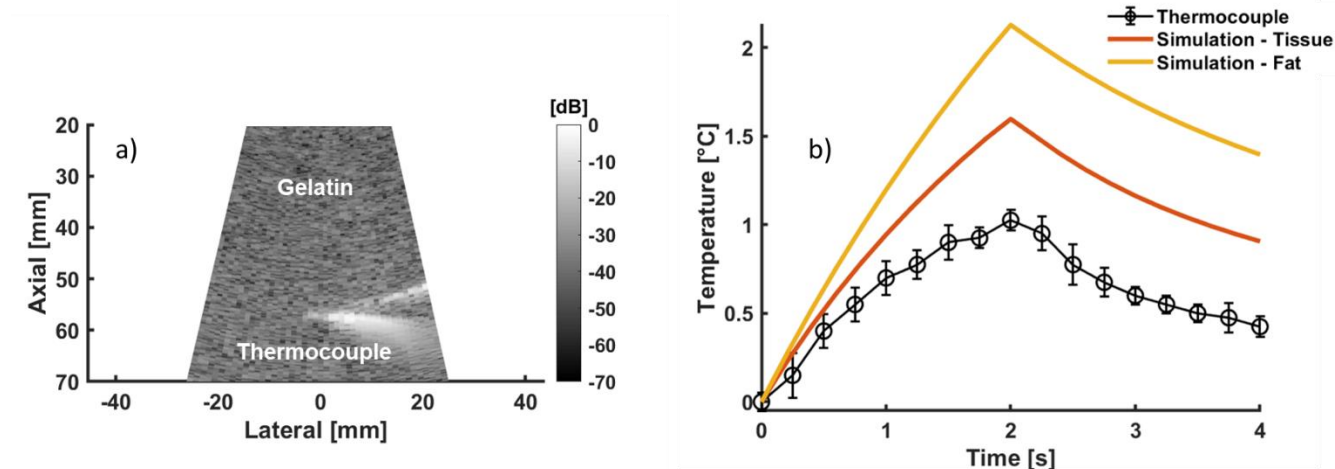 a)
[dB]
Gelatin
Thermocouple
Axial [mm]
20
30
40
50
60
70
-40
-20
0
20
40
Lateral [mm]
0
-10
-20
-30
-40
-50
-60
-70
b)
Thermocouple
Simulation - Tissue
Simulation - Fat
Temperature [°C]
2
1.5
1
0.5
0
0
1
2
3
4
Time [s]